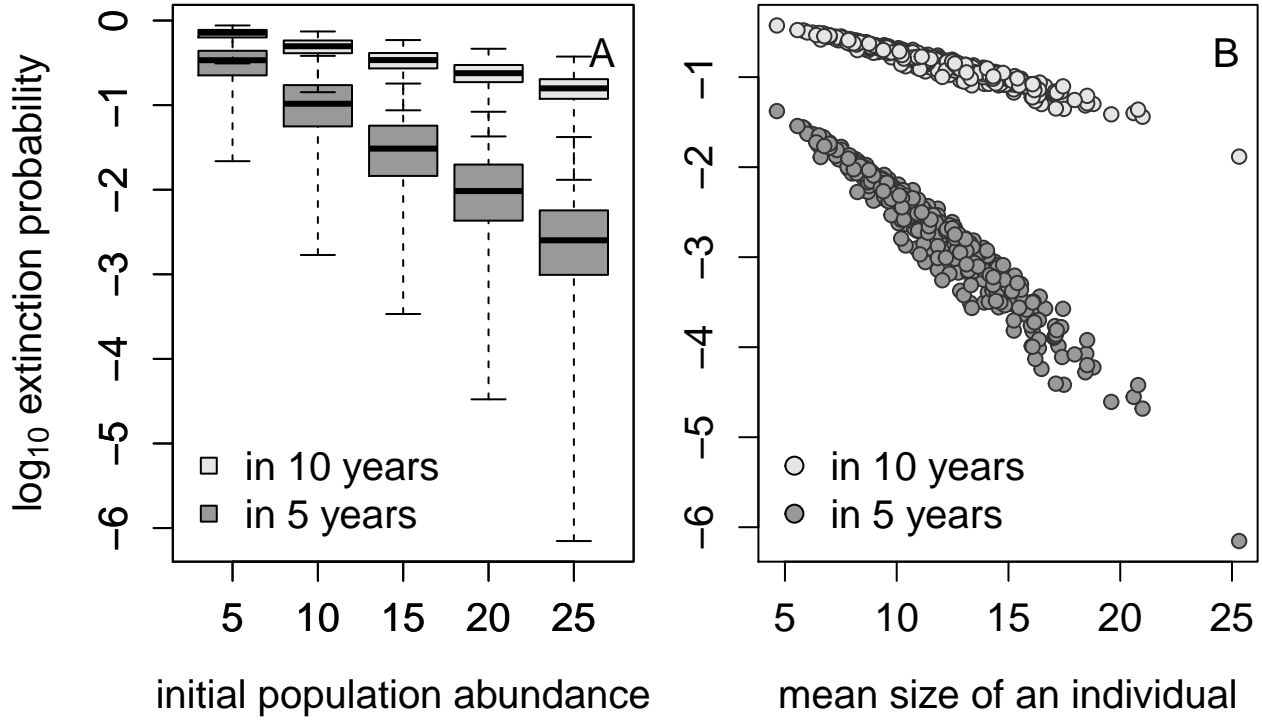 log10 extinction probability
0
−1
−2
−3
−4
−5
−6
A
in 10 years
in 5 years
5 10 15 20 25
initial population abundance
−1
−2
−3
−4
−5
−6
B
in 10 years
in 5 years
5 10 15 20 25
mean size of an individual